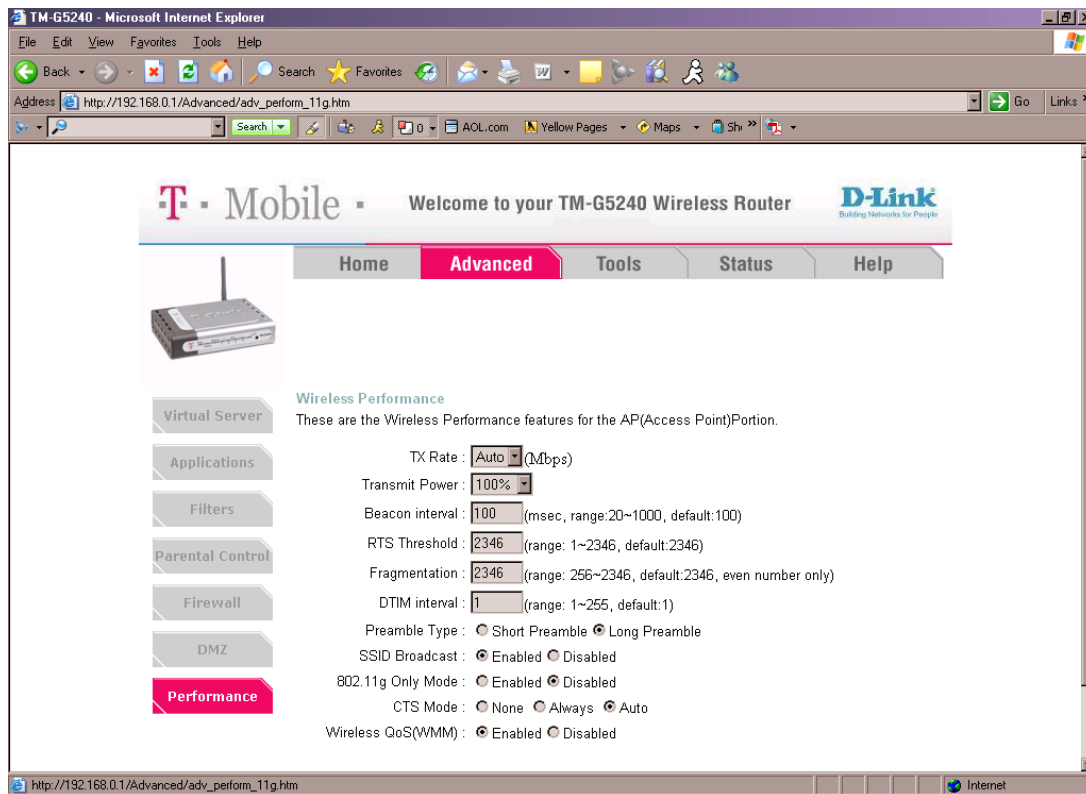 TM-G5240 - Microsoft Internet Explorer
File Edit View Favorites Tools Help
Back Search Favorites
Address http://192.168.0.1/Advanced/adv_perform_11g.htm Go Links
Search 0 AOL.com Yellow Pages Maps Sh
T · Mobile · Welcome to your TM-G5240 Wireless Router D-Link
Building Networks for People
Home Advanced Tools Status Help
Virtual Server
Applications
Filters
Parental Control
Firewall
DMZ
Performance
Wireless Performance
These are the Wireless Performance features for the AP(Access Point)Portion.
TX Rate : Auto (Mbps)
Transmit Power : 100%
Beacon interval : 100 (msec, range:20~1000, default:100)
RTS Threshold : 2346 (range: 1~2346, default:2346)
Fragmentation : 2346 (range: 256~2346, default:2346, even number only)
DTIM interval : 1 (range: 1~255, default:1)
Preamble Type : Short Preamble Long Preamble
SSID Broadcast : Enabled Disabled
802.11g Only Mode : Enabled Disabled
CTS Mode : None Always Auto
Wireless QoS(WMM) : Enabled Disabled
http://192.168.0.1/Advanced/adv_perform_11g.htm Internet